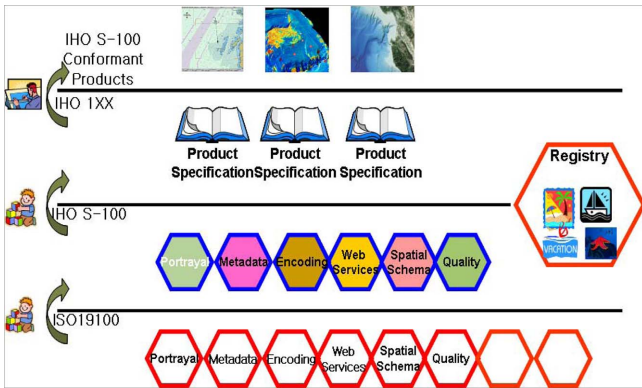 IHO S-100
Conformant
Products
IHO 1XX
Product
Specification
Product
Specification
Product
Specification
Registry
VACATION
IHO S-100
Portrayal
Metadata
Encoding
Web
Services
Spatial
Schema
Quality
ISO19100
Portrayal
Metadata
Encoding
Web
Services
Spatial
Schema
Quality